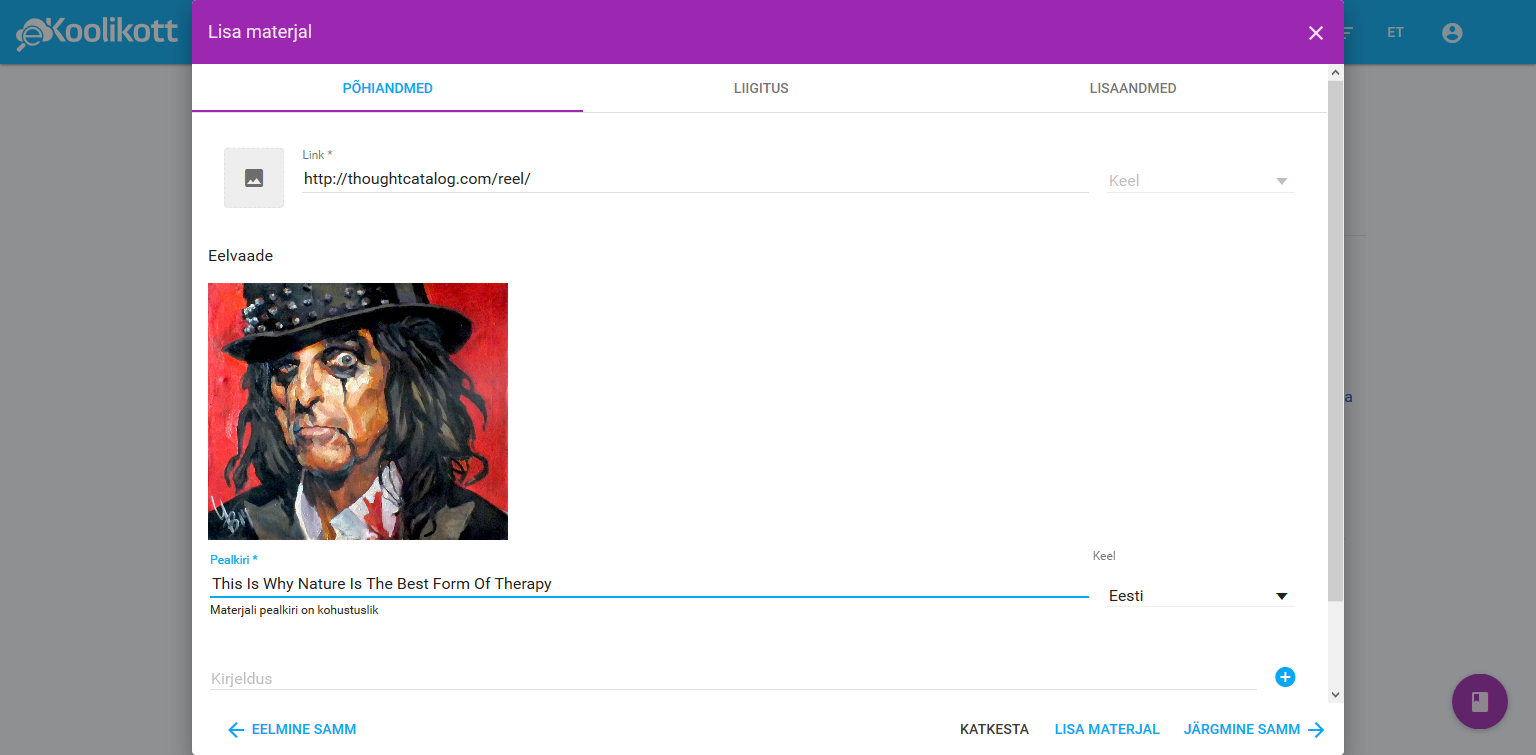 eKoolikott
Lisa materjal
ET
PÕHIANDMED
LIIGITUS
LISAANDMED
Link *
http://thoughtcatalog.com/reel/
Keel
Eelvaade
a
Pealkiri *
Keel
This Is Why Nature Is The Best Form Of Therapy
Eesti
Materjali pealkiri on kohustuslik
Kirjeldus
EELMINE SAMM
KATKESTA
LISA MATERJAL
JÄRGMINE SAMM